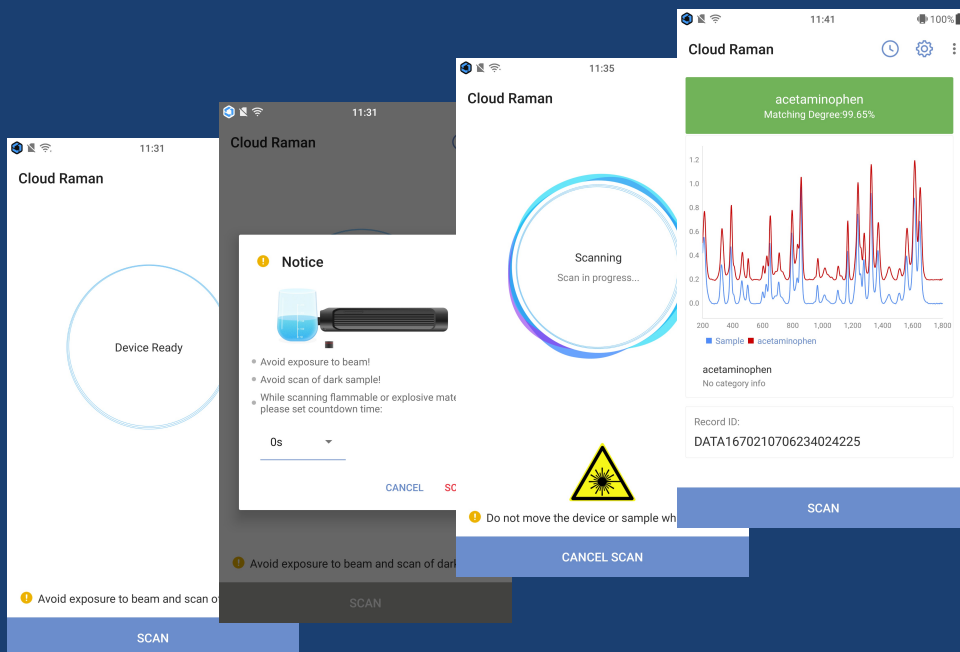 11:31
Cloud Raman
Device Ready
Avoid exposure to beam and scan
SCAN
11:31
Cloud Raman
Notice
Avoid exposure to beam!
Avoid scan of dark sample!
While scanning flammable or explosive
please set countdown time:
0s
CANCEL
Avoid exposure to beam and scan of dark
SCAN
11:35
Cloud Raman
Scanning
Scan in progress...
Do not move the device or sample
CANCEL SCAN
11:41
100%
Cloud Raman
acetaminophen
Matching Degree:99.65%
1.2
1.0
0.8
0.6
0.4
0.2
0.0
200 400 600 800 1,000 1,200 1,400 1,600 1,800
Sample acetaminophen
acetaminophen
No category info
Record ID:
DATA1670210706234024225
SCAN